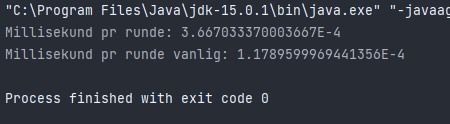 "C:\Program Files\Java\jdk-15.0.1\bin\java.exe" "-javaag
Millisekund pr runde: 3.667033370003667E-4
Millisekund pr runde vanlig: 1.1789599969441356E-4
Process finished with exit code 0